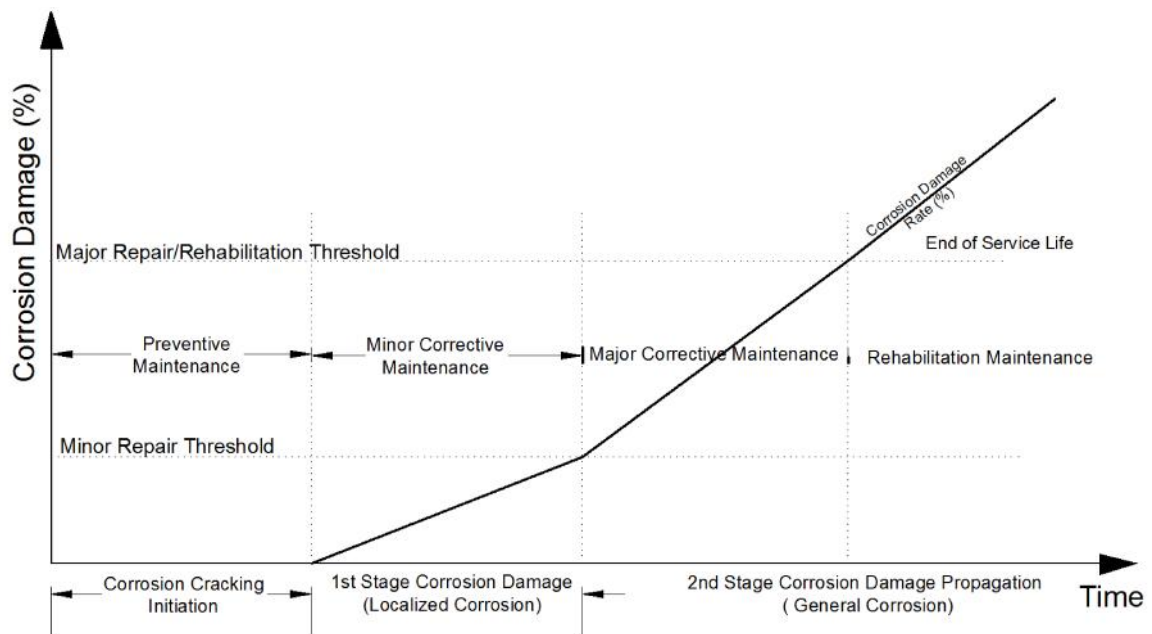 Corrosion Damage (%)
Corrosion Damage
Rate (%)
End of Service Life
Major Repair/Rehabilitation Threshold
Preventive
Maintenance
Minor Corrective
Maintenance
Major Corrective Maintenance
Rehabilitation Maintenance
Minor Repair Threshold
Corrosion Cracking
Initiation
1st Stage Corrosion Damage
(Localized Corrosion)
2nd Stage Corrosion Damage Propagation
( General Corrosion)
Time